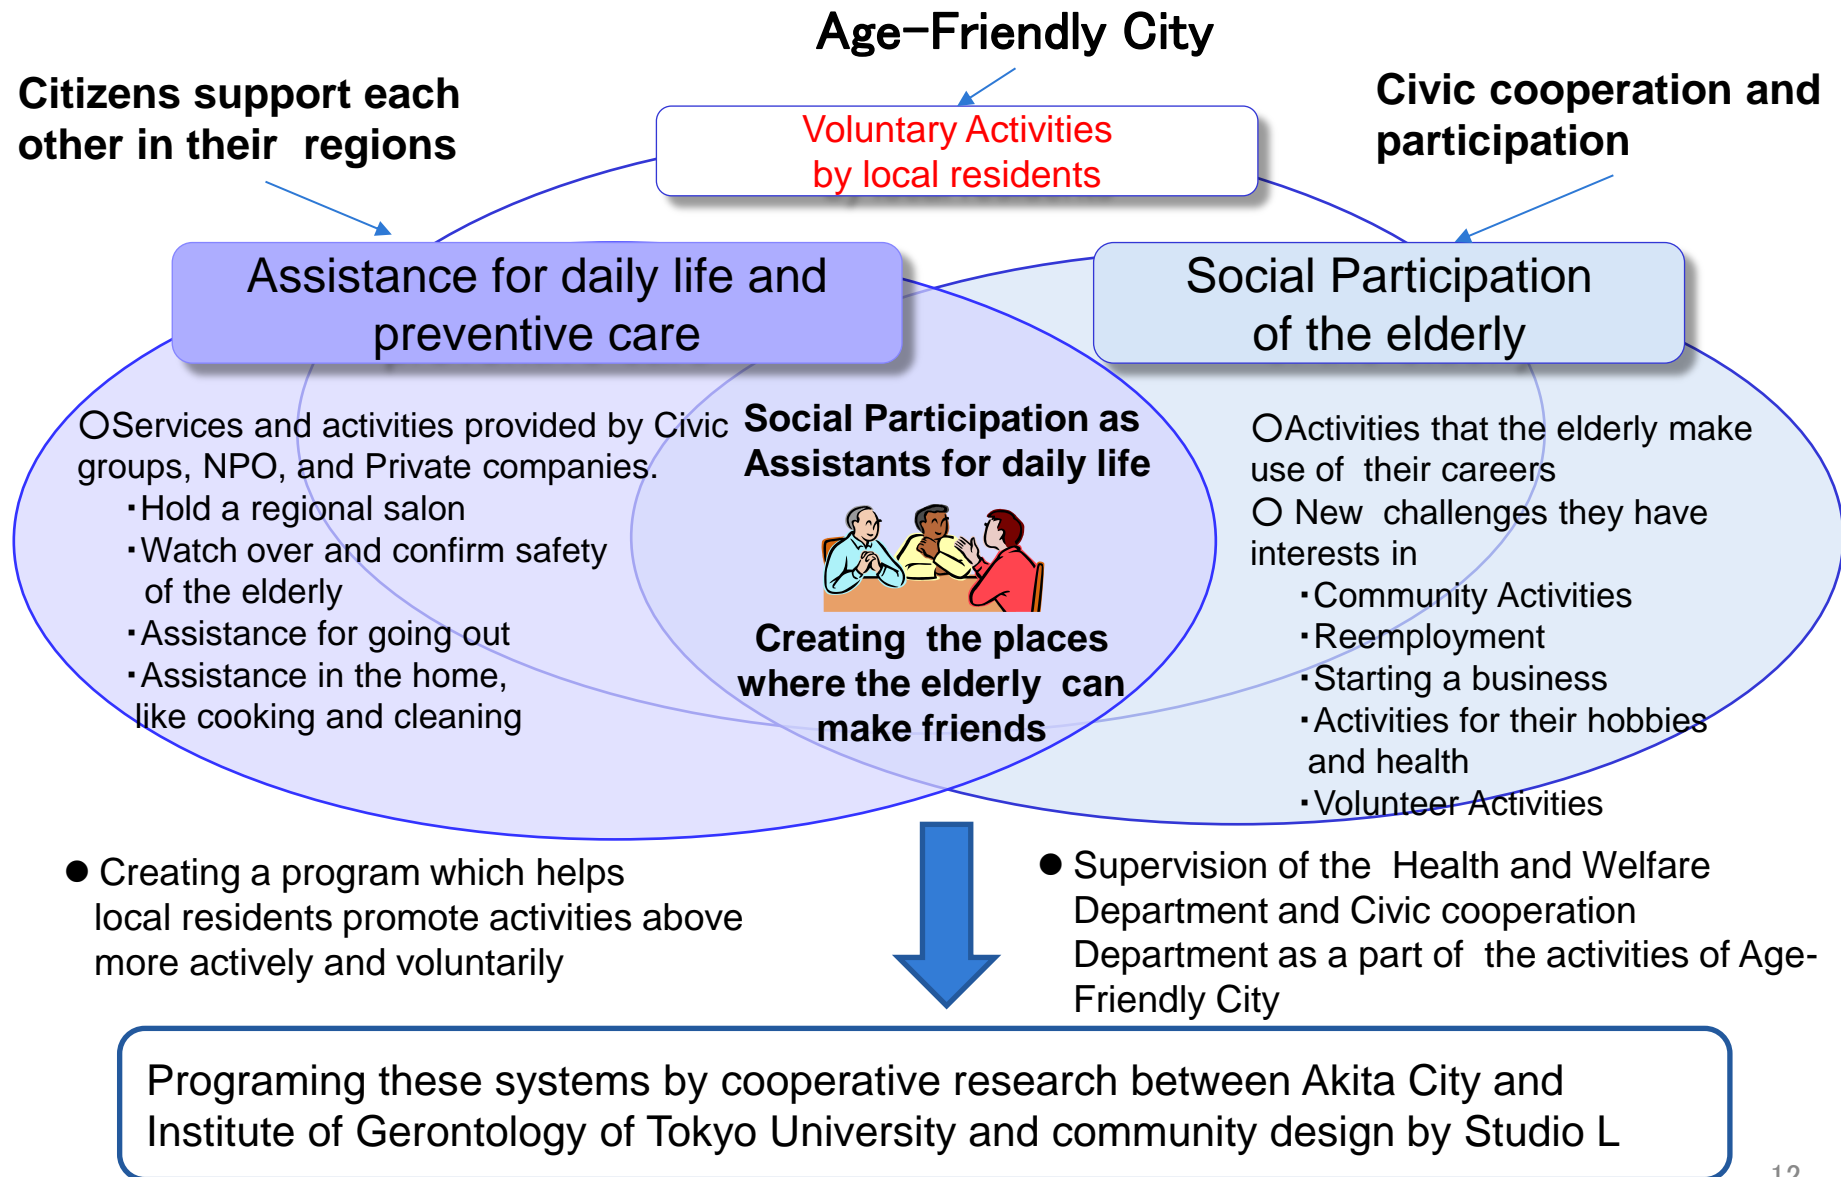 Age-Friendly City
Citizens support each
other in their regions
Civic cooperation and
participation
Voluntary Activities
by local residents
Assistance for daily life and
preventive care
Social Participation
of the elderly
○Services and activities provided by Civic
groups, NPO, and Private companies.
・Hold a regional salon
・Watch over and confirm safety
of the elderly
・Assistance for going out
・Assistance in the home,
like cooking and cleaning
Social Participation as
Assistants for daily life
Creating the places
where the elderly can
make friends
○Activities that the elderly make
use of their careers
○ New challenges they have
interests in
・Community Activities
・Reemployment
・Starting a business
・Activities for their hobbies
and health
・Volunteer Activities
● Creating a program which helps
local residents promote activities above
more actively and voluntarily
● Supervision of the Health and Welfare
Department and Civic cooperation
Department as a part of the activities of Age-
Friendly City
Programing these systems by cooperative research between Akita City and
Institute of Gerontology of Tokyo University and community design by Studio L
12